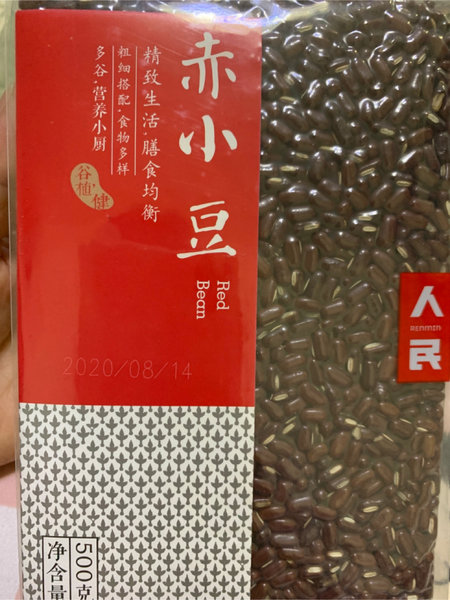 赤小豆
Red
Bean
精致生活·膳食均衡
粗细搭配·食物多样
多谷·营养小厨
谷植健
2020/08/14
人民
RENMIN
净含量
500克